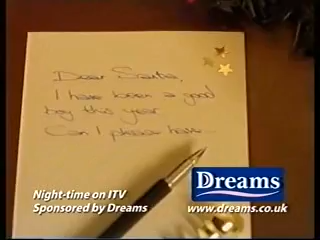 Dear Santa,
I have been a good
boy this year
Can I please have...
Night-time on ITV
Sponsored by Dreams
Dreams
www.dreams.co.uk